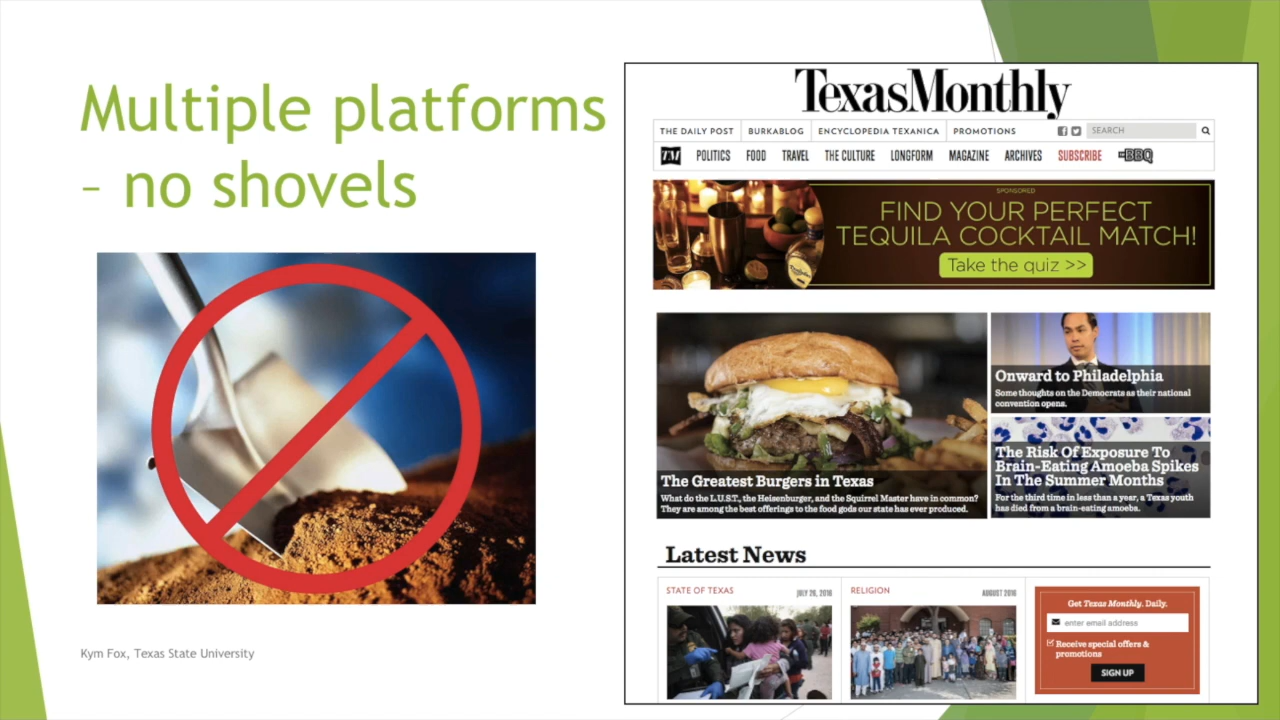 Multiple platforms
– no shovels
Kym Fox, Texas State University
TexasMonthly
THE DAILY POST BURKABLOG ENCYCLOPEDIA TEXANICA PROMOTIONS SEARCH
TM POLITICS FOOD TRAVEL THE CULTURE LONGFORM MAGAZINE ARCHIVES SUBSCRIBE BBQ
SPONSORED
FIND YOUR PERFECT
TEQUILA COCKTAIL MATCH!
Take the quiz >>
The Greatest Burgers in Texas
What do the L.U.S.T., the Heisenburger, and the Squirrel Master have in common?
They are among the best offerings to the food gods our state has ever produced.
Onward to Philadelphia
Some thoughts on the Democrats as their national
convention opens.
The Risk Of Exposure To
Brain-Eating Amoeba Spikes
In The Summer Months
For the third time in less than a year, a Texas youth
has died from a brain-eating amoeba.
Latest News
STATE OF TEXAS JULY 28, 2016
RELIGION AUGUST 2016
Get Texas Monthly. Daily.
enter email address
Receive special offers &
promotions
SIGN UP